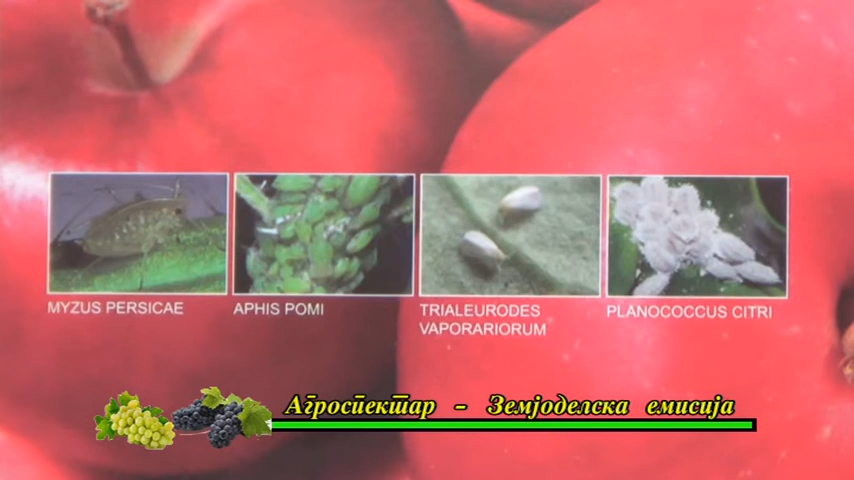 MYZUS PERSICAE
APHIS POMI
TRIALEURODES
VAPORARIORUM
PLANOCOCCUS CITRI
Агроспектар - Земјоделска емисија